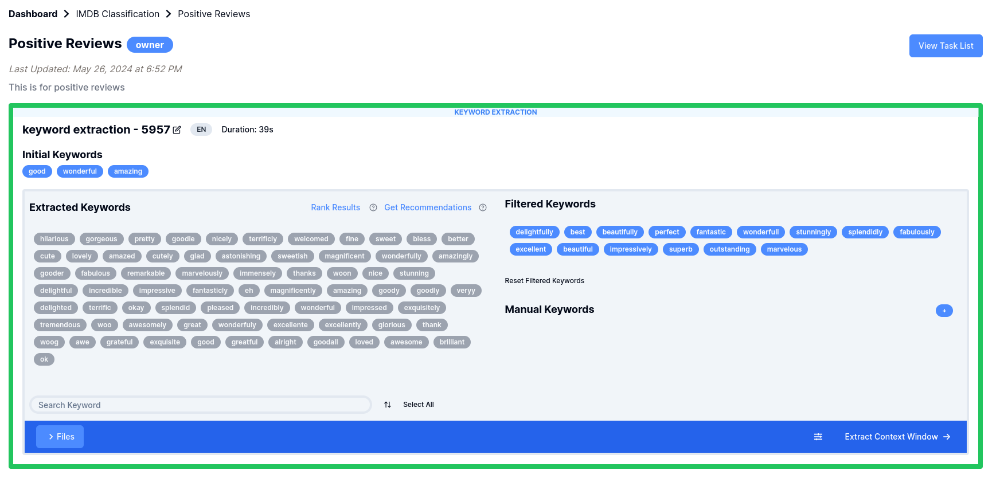 Dashboard IMDB Classification Positive Reviews
Positive Reviews owner View Task List
Last Updated: May 26, 2024 at 6:52 PM
This is for positive reviews
KEYWORD EXTRACTION
keyword extraction - 5957 EN Duration: 39s
Initial Keywords
good wonderful amazing
Extracted Keywords Rank Results Get Recommendations
hilarious gorgeous pretty goodie nicely terrificly welcomed fine sweet bless better
cute lovely amazed cutely glad astonishing sweetish magnificent wonderfully amazingly
gooder fabulous remarkable marvelously immensely thanks woon nice stunning
delightful incredible impressive fantasticly eh magnificently amazing goody goodly veryy
delighted terrific okay splendid pleased incredibly wonderful impressed exquisitely
tremendous woo awesomely great wonderfuly excellente excellently glorious thank
woog awe grateful exquisite good greatful alright goodall loved awesome brilliant
ok
Search Keyword Select All
Filtered Keywords
delightfully best beautifully perfect fantastic wonderfull stunningly splendidly fabulously
excellent beautiful impressively superb outstanding marvelous
Reset Filtered Keywords
Manual Keywords +
Files Extract Context Window